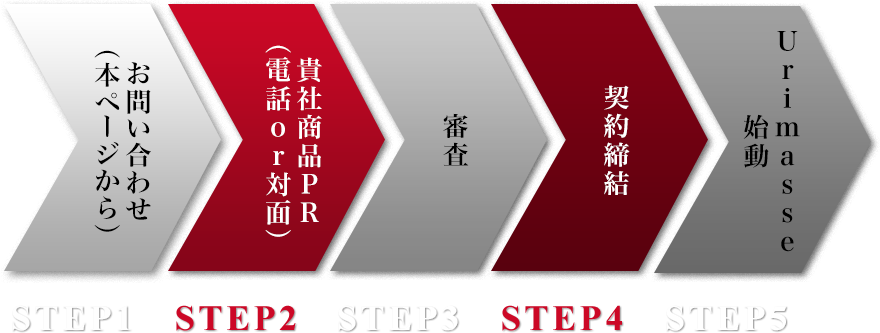 お問い合わせ
(本ページから)
貴社商品PR
(電話or対面)
審査
契約締結
Urimasse
始動
STEP1
STEP2
STEP3
STEP4
STEP5